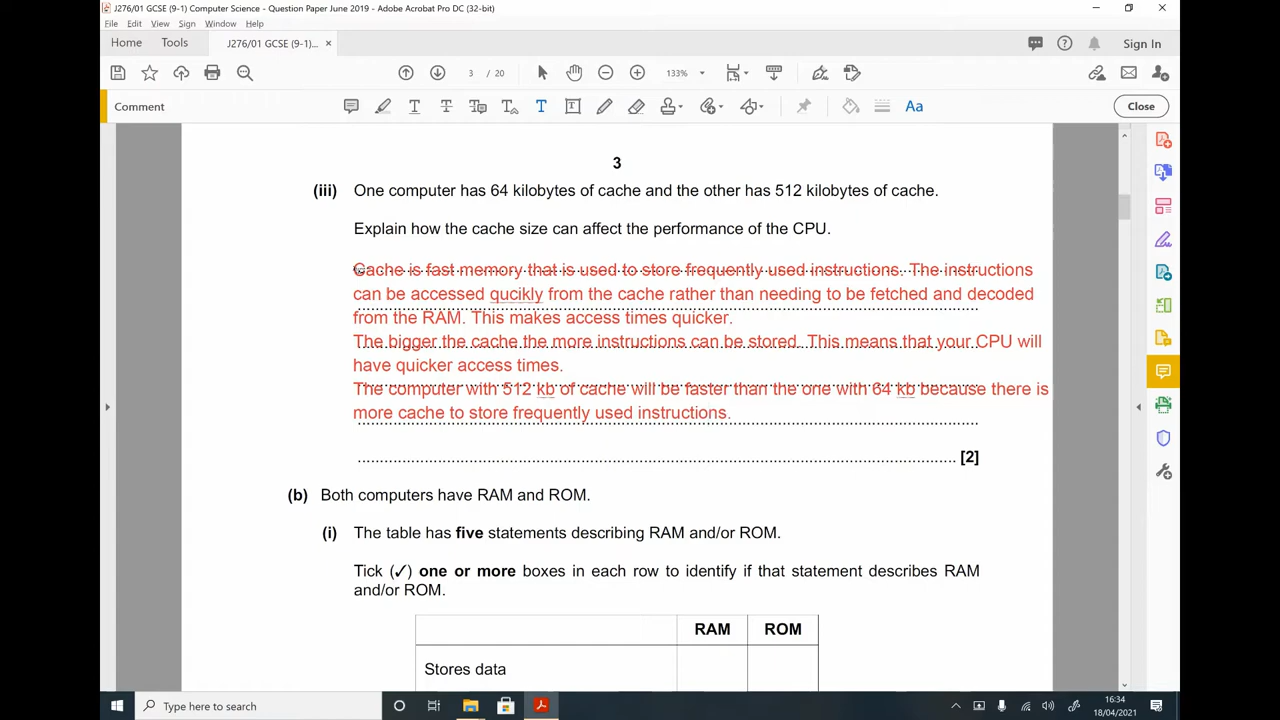 J276/01 GCSE (9-1) Computer Science - Question Paper June 2019 - Adobe Acrobat Pro DC (32-bit)
File Edit View Sign Window Help
Home Tools J276/01 GCSE (9-1)... × Sign In
3 / 20 133%
Comment Aa Close
3
(iii) One computer has 64 kilobytes of cache and the other has 512 kilobytes of cache.
Explain how the cache size can affect the performance of the CPU.
Cache is fast memory that is used to store frequently used instructions. The instructions
can be accessed qucikly from the cache rather than needing to be fetched and decoded
from the RAM. This makes access times quicker.
The bigger the cache the more instructions can be stored. This means that your CPU will
have quicker access times.
The computer with 512 kb of cache will be faster than the one with 64 kb because there is
more cache to store frequently used instructions.
[2]
(b) Both computers have RAM and ROM.
(i) The table has five statements describing RAM and/or ROM.
Tick (✓) one or more boxes in each row to identify if that statement describes RAM
and/or ROM.
RAM ROM
Stores data
Type here to search
16:34
18/04/2021